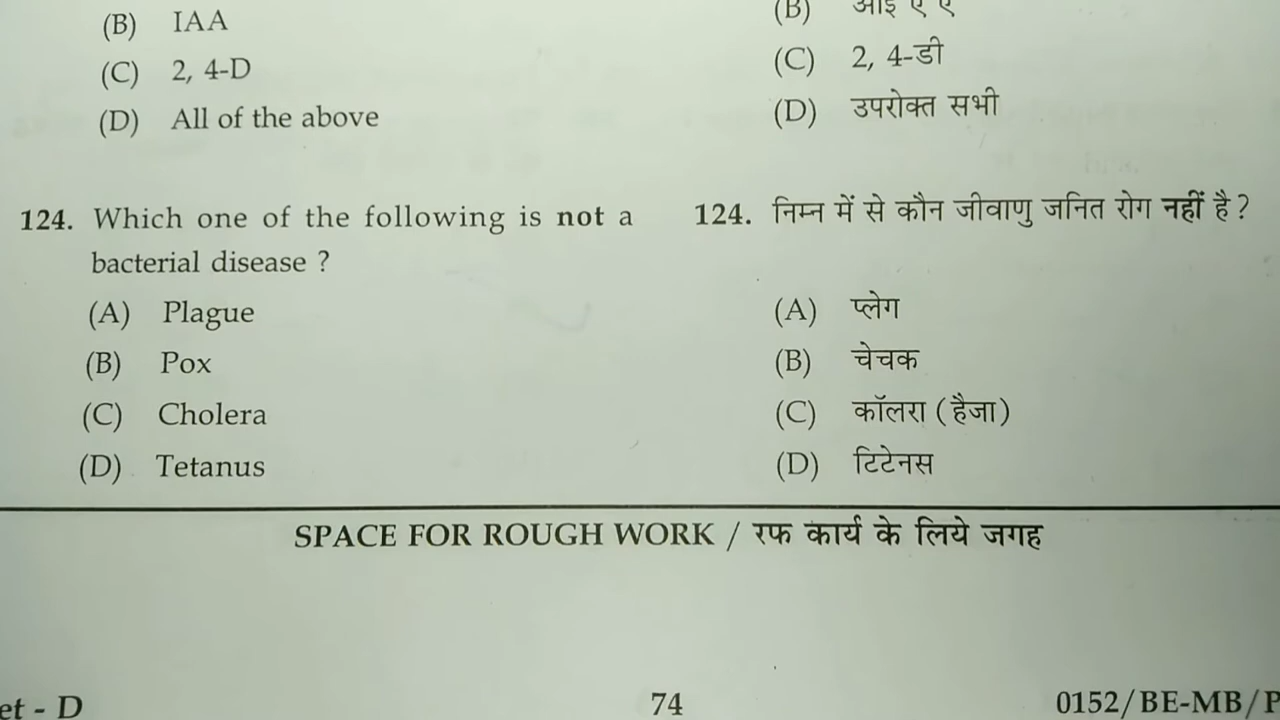 (B) IAA
(C) 2, 4-D
(D) All of the above
124. Which one of the following is not a
bacterial disease ?
(A) Plague
(B) Pox
(C) Cholera
(D) Tetanus
(B) आई ए ए
(C) 2, 4-डी
(D) उपरोक्त सभी
124. निम्न में से कौन जीवाणु जनित रोग नहीं है ?
(A) प्लेग
(B) चेचक
(C) कॉलरा (हैजा)
(D) टिटेनस
SPACE FOR ROUGH WORK / रफ कार्य के लिये जगह
et - D
74
0152/BE-MB/P